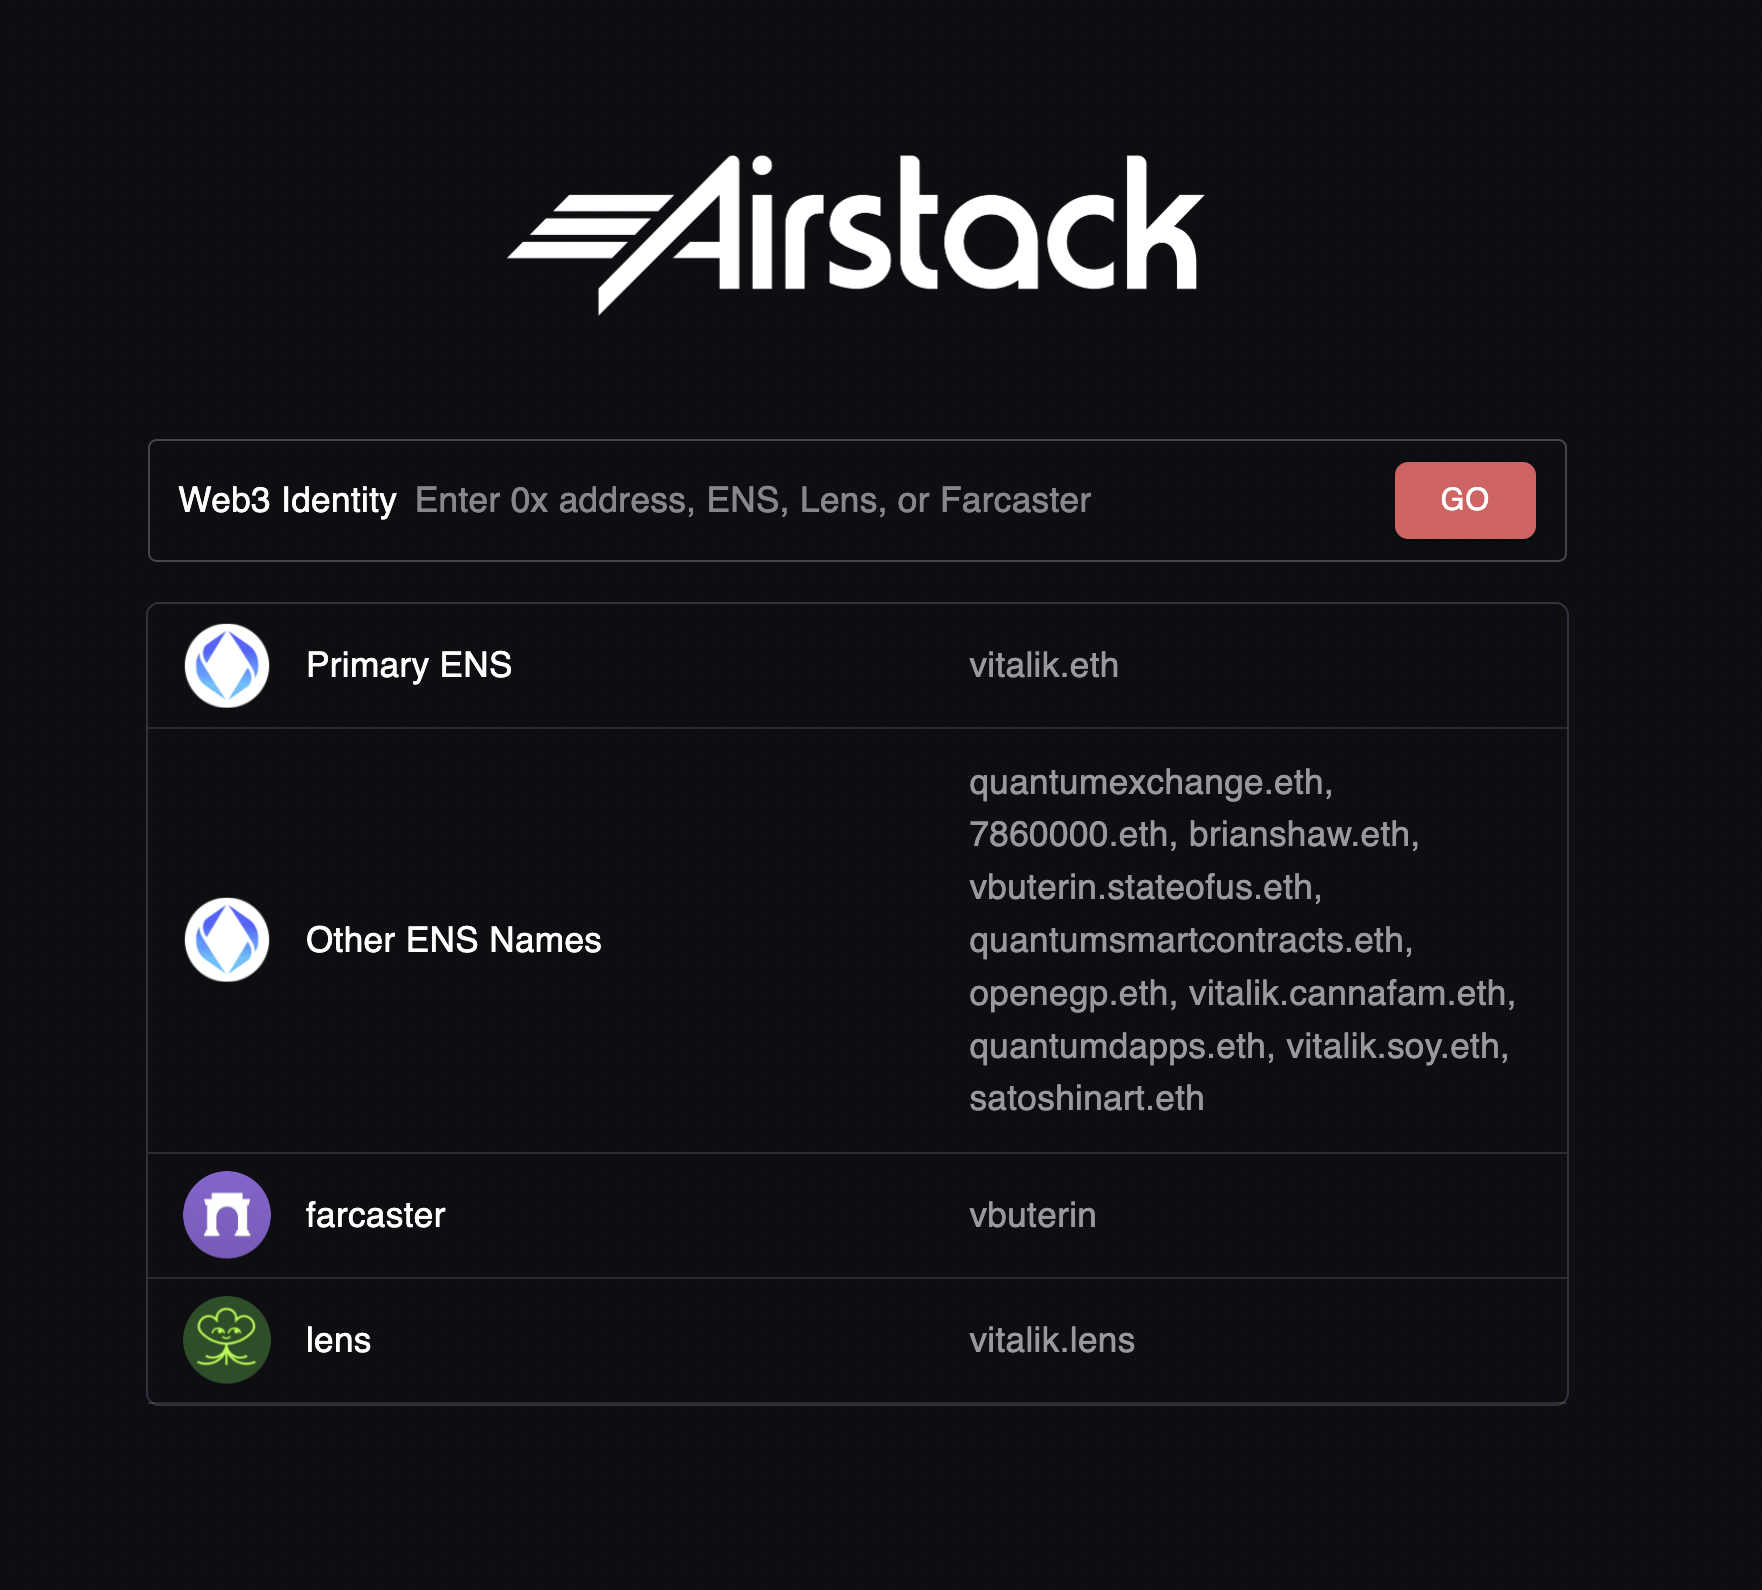 Airstack
Web3 Identity Enter 0x address, ENS, Lens, or Farcaster GO
Primary ENS vitalik.eth
Other ENS Names
quantumexchange.eth,
7860000.eth, brianshaw.eth,
vbuterin.stateofus.eth,
quantumsmartcontracts.eth,
openegp.eth, vitalik.cannafam.eth,
quantumdapps.eth, vitalik.soy.eth,
satoshinart.eth
farcaster vbuterin
lens vitalik.lens